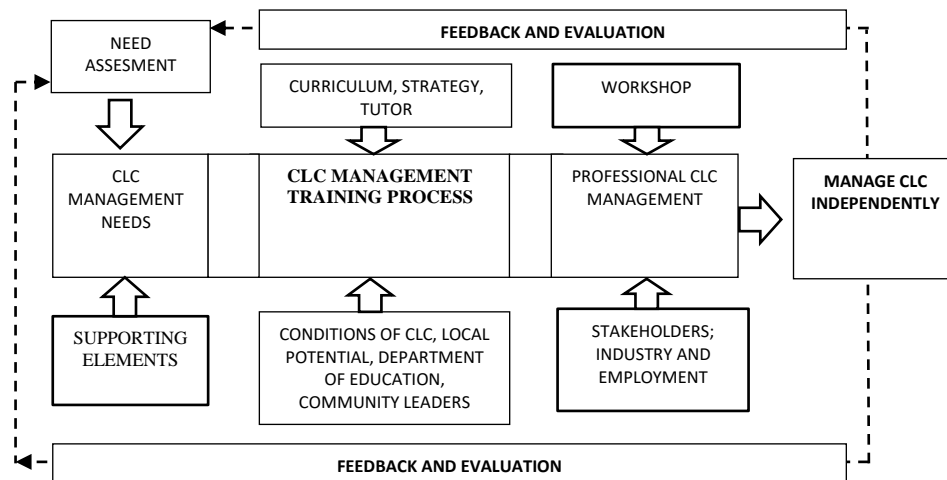 FEEDBACK AND EVALUATION
NEED
ASSESMENT
CURRICULUM, STRATEGY,
TUTOR
WORKSHOP
CLC
MANAGEMENT
NEEDS
CLC MANAGEMENT
TRAINING PROCESS
PROFESSIONAL CLC
MANAGEMENT
MANAGE CLC
INDEPENDENTLY
SUPPORTING
ELEMENTS
CONDITIONS OF CLC, LOCAL
POTENTIAL, DEPARTMENT
OF EDUCATION,
COMMUNITY LEADERS
STAKEHOLDERS;
INDUSTRY AND
EMPLOYMENT
FEEDBACK AND EVALUATION